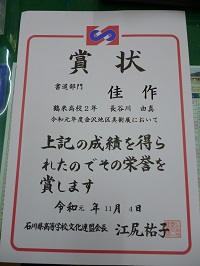 賞状
書道部門
佳作
鶴来高校2年 長谷川 由真
令和元年度金沢地区美術展において
上記の成績を得ら
れたのでその栄誉を
賞します
令和元年11月4日
石川県高等学校文化連盟会長 江尻祐子